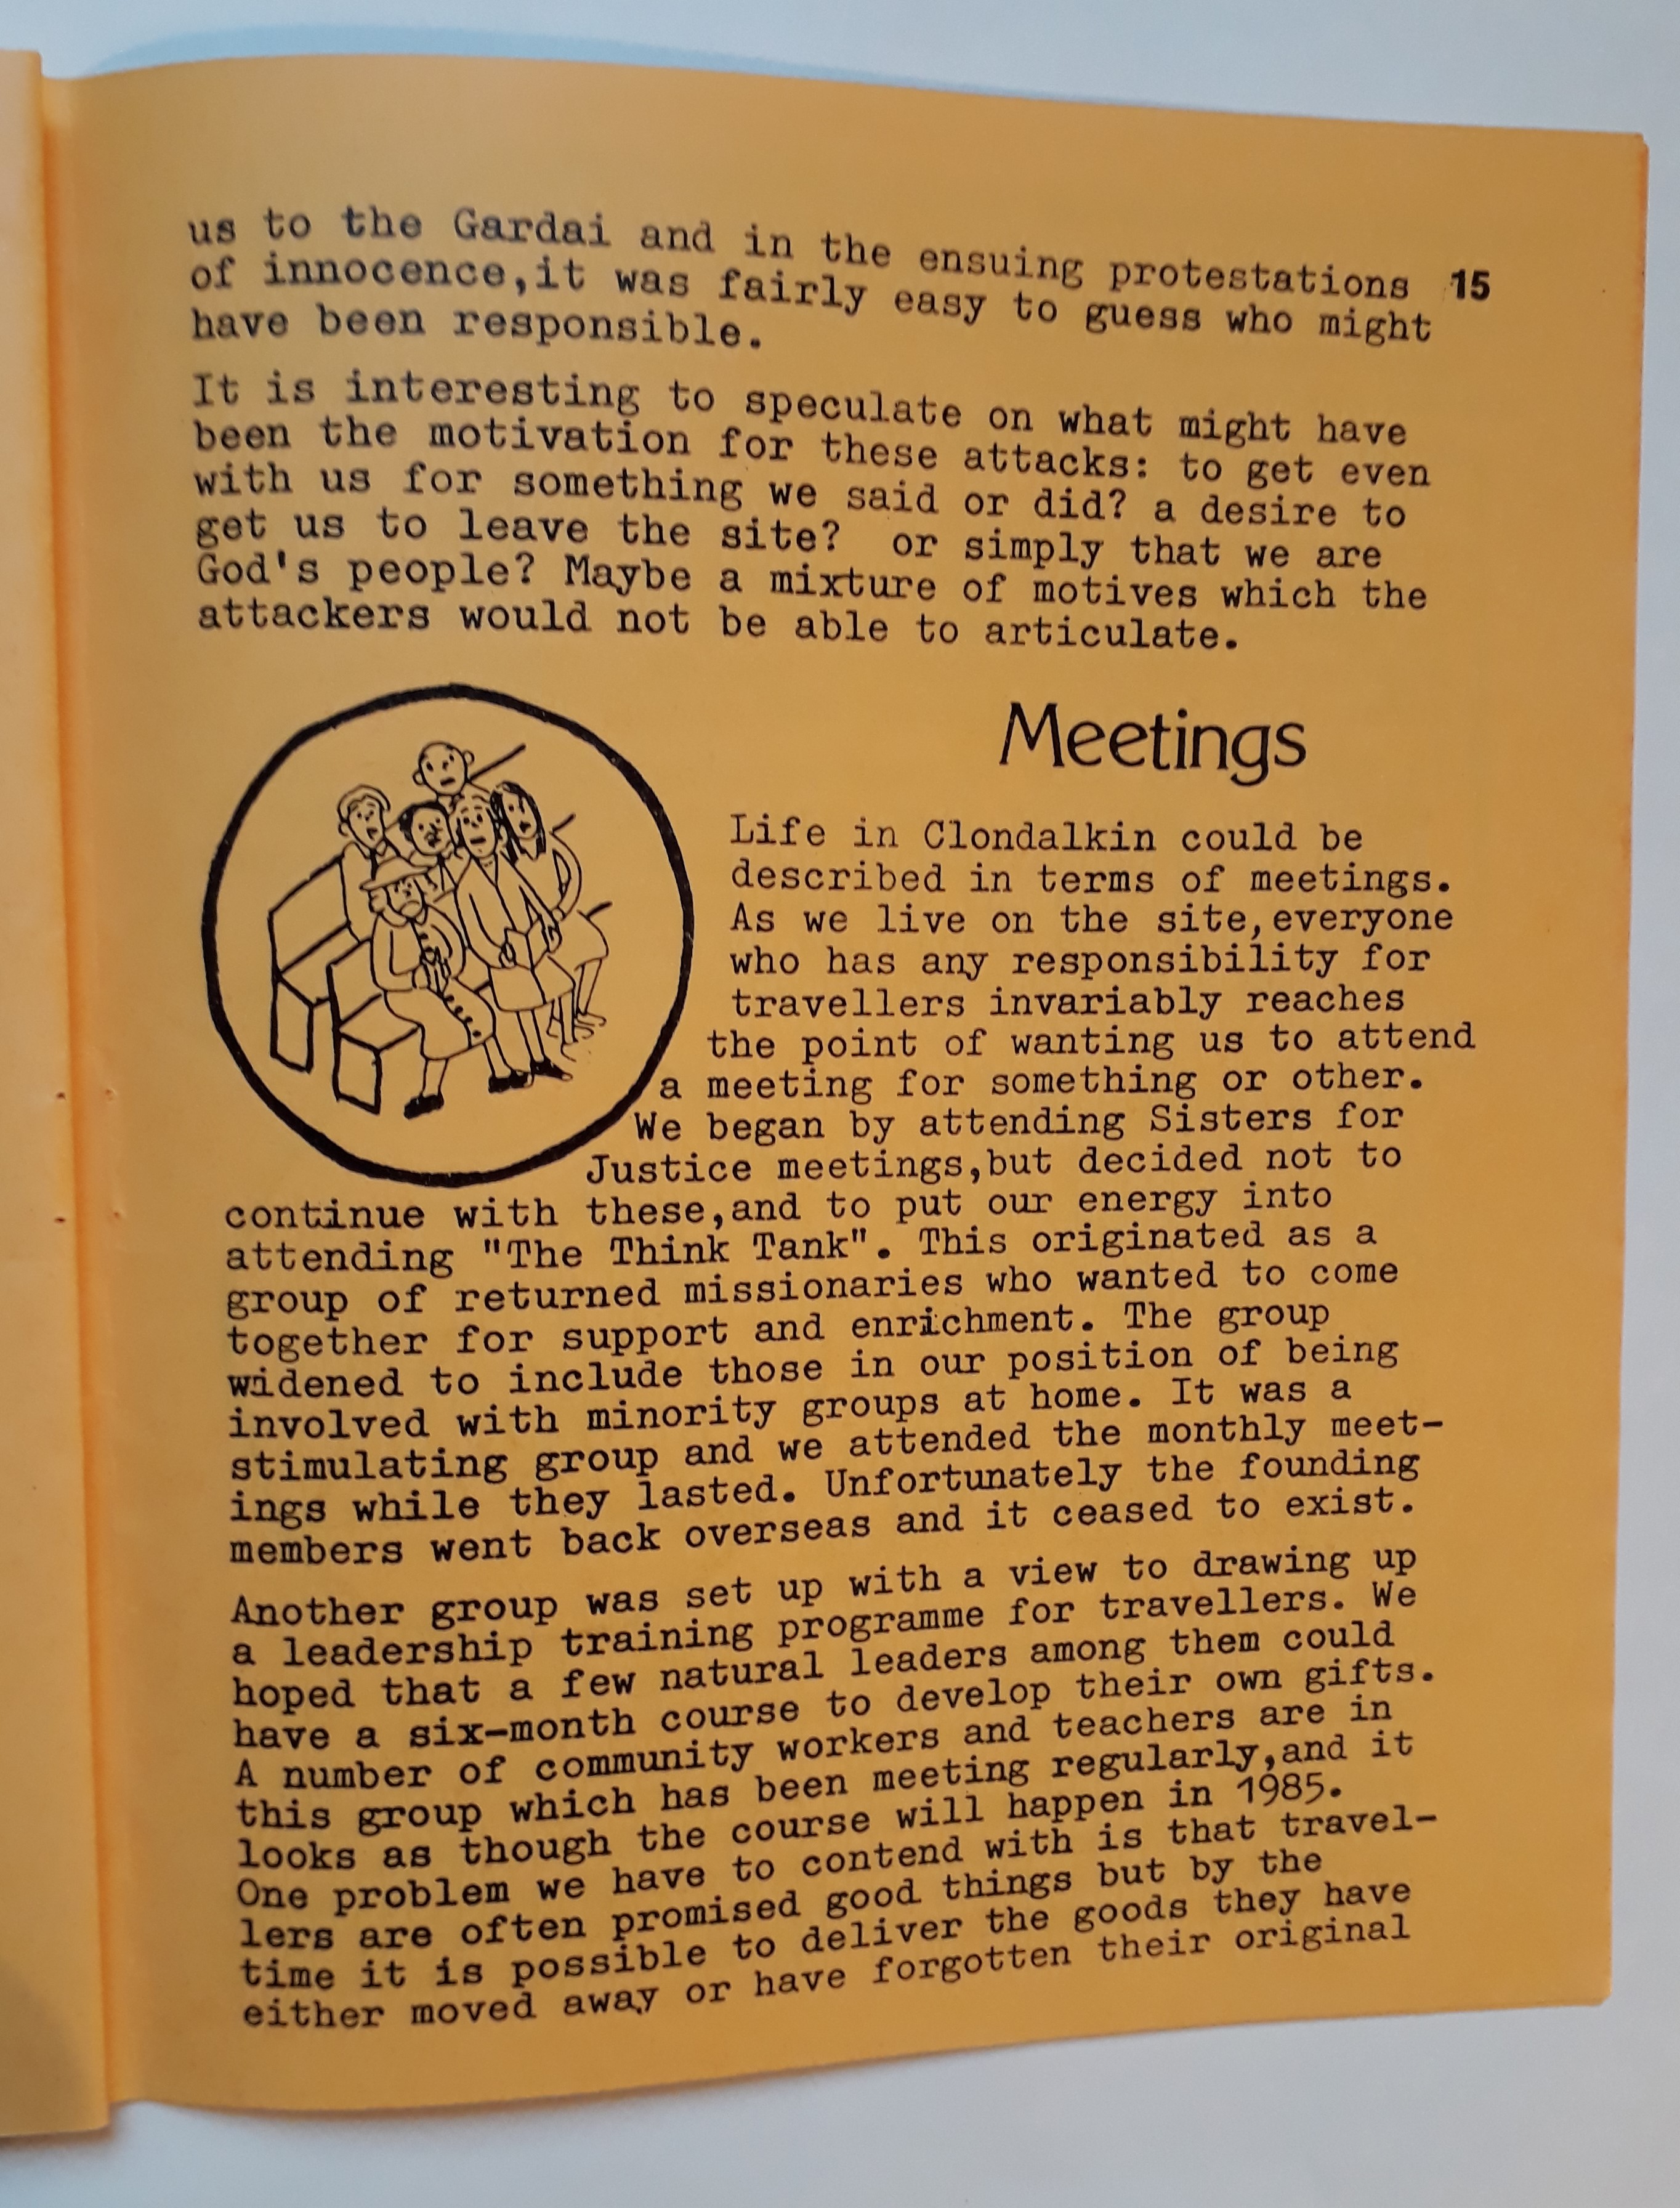 us to the Gardai and in the ensuing protestations 15
of innocence,it was fairly easy to guess who might
have been responsible.
It is interesting to speculate on what might have
been the motivation for these attacks: to get even
with us for something we said or did? a desire to
get us to leave the site? or simply that we are
God's people? Maybe a mixture of motives which the
attackers would not be able to articulate.
Meetings
Life in Clondalkin could be
described in terms of meetings.
As we live on the site,everyone
who has any responsibility for
travellers invariably reaches
the point of wanting us to attend
a meeting for something or other.
We began by attending Sisters for
Justice meetings,but decided not to
continue with these,and to put our energy into
attending "The Think Tank". This originated as a
group of returned missionaries who wanted to come
together for support and enrichment. The group
widened to include those in our position of being
involved with minority groups at home. It was a
stimulating group and we attended the monthly meet-
ings while they lasted. Unfortunately the founding
members went back overseas and it ceased to exist.
Another group was set up with a view to drawing up
a leadership training programme for travellers. We
hoped that a few natural leaders among them could
have a six-month course to develop their own gifts.
A number of community workers and teachers are in
this group which has been meeting regularly,and it
looks as though the course will happen in 1985.
One problem we have to contend with is that travel-
lers are often promised good things but by the
time it is possible to deliver the goods they have
either moved away or have forgotten their original